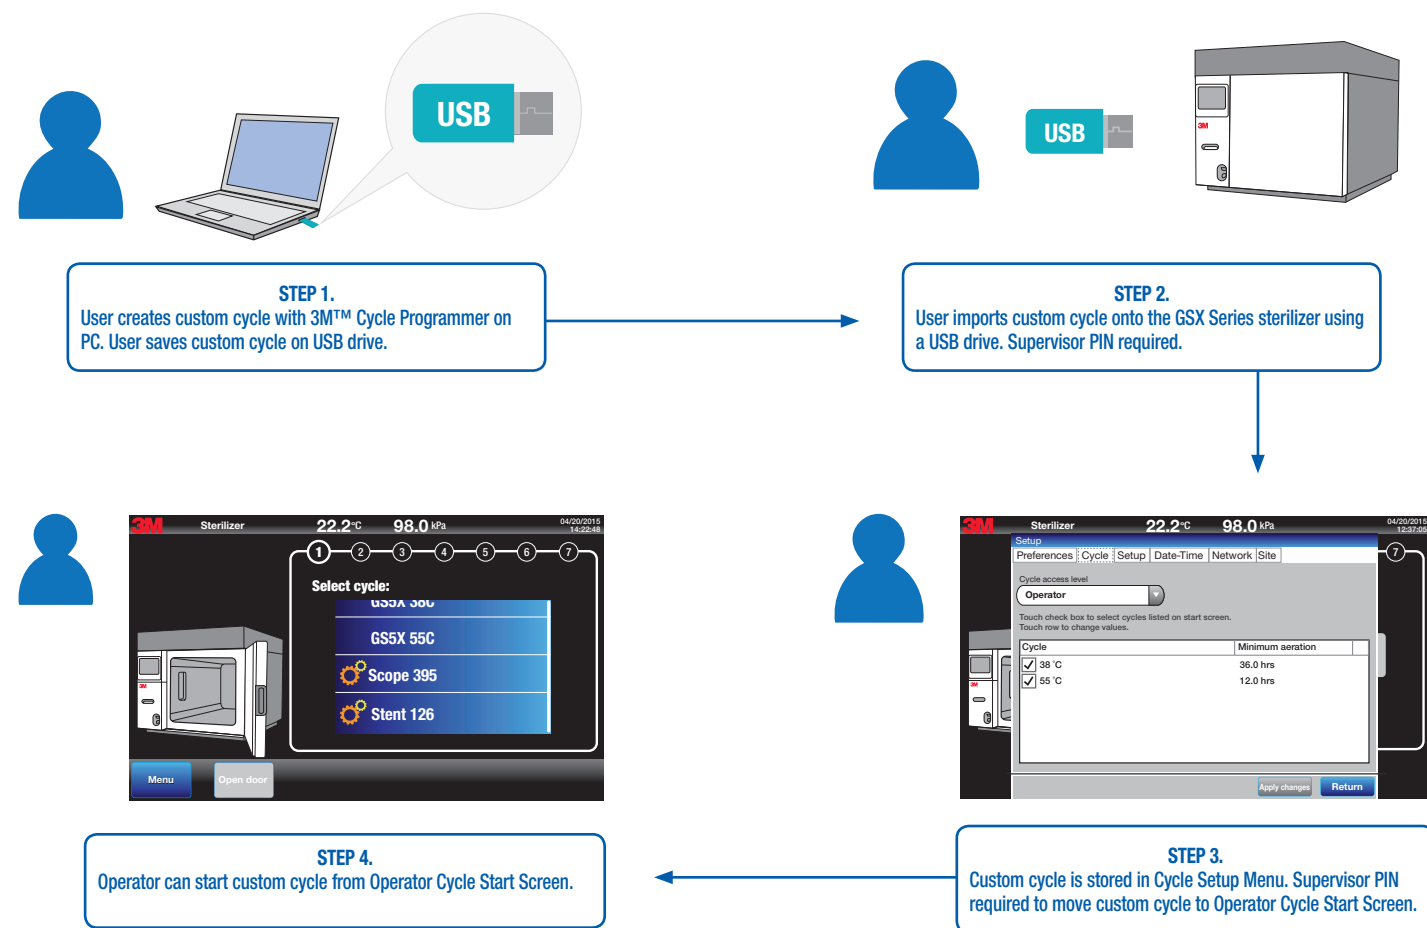 USB
USB
3M
STEP 1.
User creates custom cycle with 3M™ Cycle Programmer on
PC. User saves custom cycle on USB drive.
STEP 2.
User imports custom cycle onto the GSX Series sterilizer using
a USB drive. Supervisor PIN required.
3M Sterilizer 22.2°C 98.0 kPa 04/20/2015
14:22:48
1 2 3 4 5 6 7
Select cycle:
GS5X 38C
GS5X 55C
Scope 395
Stent 126
3M
Menu Open door
3M Sterilizer 22.2°C 98.0 kPa 04/20/2015
12:37:05
Setup
Preferences Cycle Setup Date-Time Network Site
7
Cycle access level
Operator
Touch check box to select cycles listed on start screen.
Touch row to change values.
Cycle Minimum aeration
38 °C 36.0 hrs
55 °C 12.0 hrs
3M
Apply changes Return
STEP 4.
Operator can start custom cycle from Operator Cycle Start Screen.
STEP 3.
Custom cycle is stored in Cycle Setup Menu. Supervisor PIN
required to move custom cycle to Operator Cycle Start Screen.